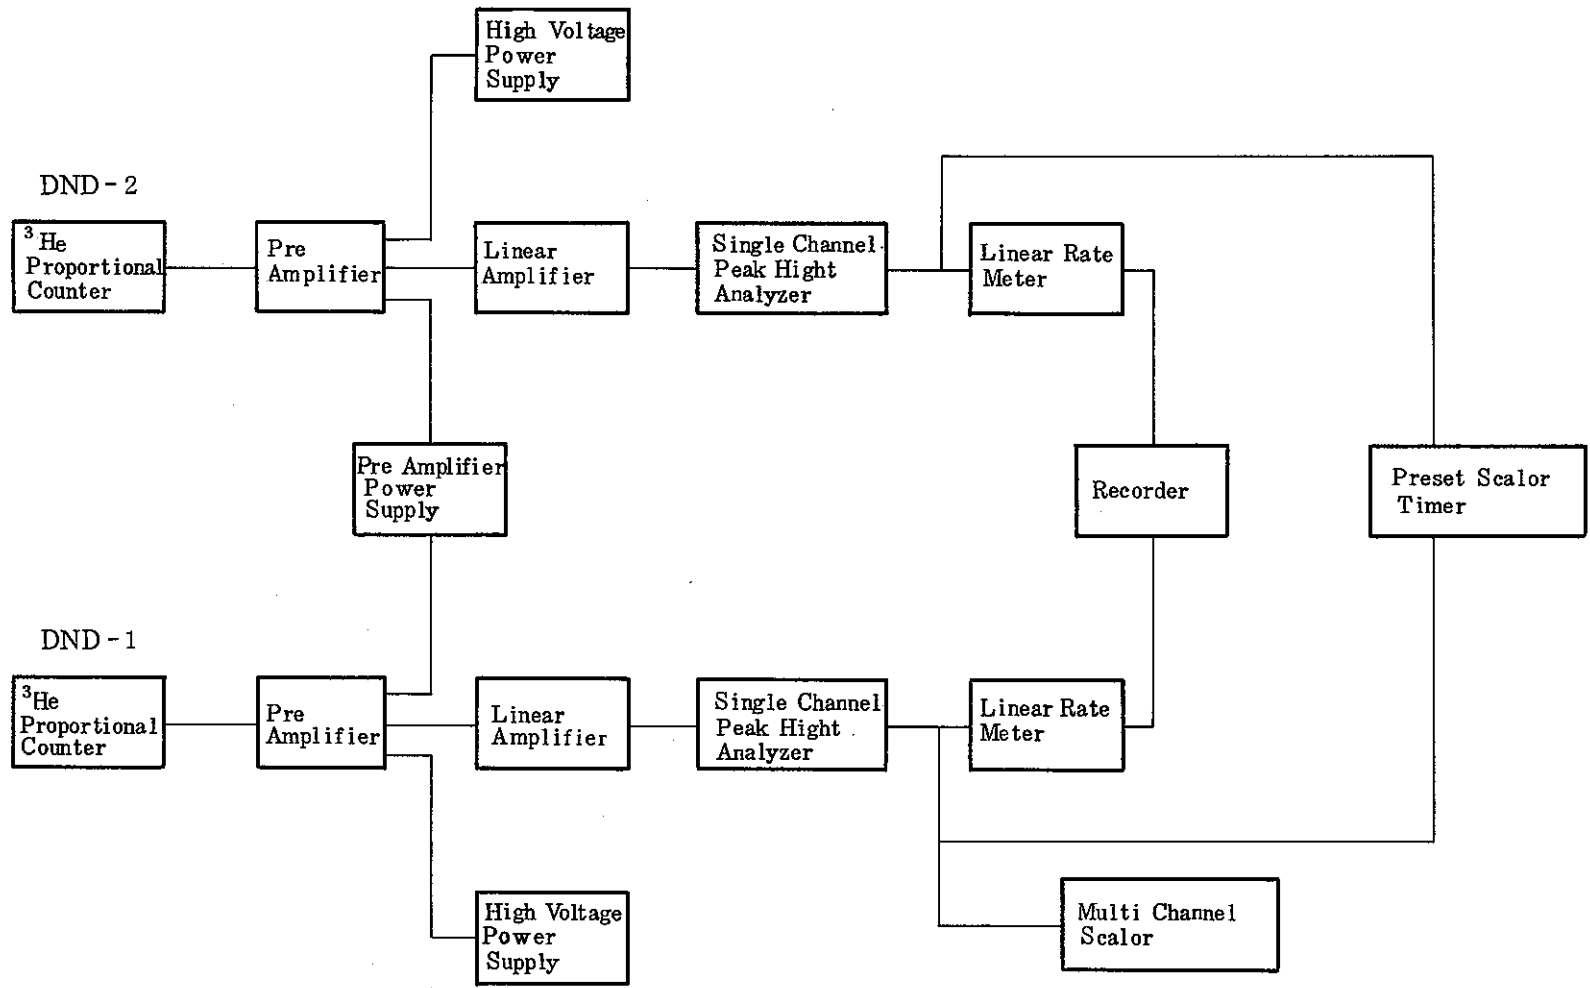 High Voltage
Power
Supply
DND-2
³He
Proportional
Counter
Pre
Amplifier
Linear
Amplifier
Single Channel
Peak Hight
Analyzer
Linear Rate
Meter
Pre Amplifier
Power
Supply
Recorder
Preset Scalor
Timer
DND-1
³He
Proportional
Counter
Pre
Amplifier
Linear
Amplifier
Single Channel
Peak Hight
Analyzer
Linear Rate
Meter
High Voltage
Power
Supply
Multi Channel
Scalor